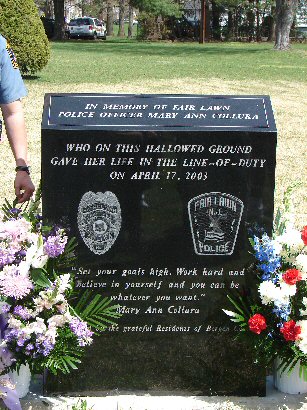 IN MEMORY OF FAIR LAWN
POLICE OFFICER MARY ANN COLLURA
WHO ON THIS HALLOWED GROUND
GAVE HER LIFE IN THE LINE-OF-DUTY
ON APRIL 17, 2003
FAIR LAWN
N.J.
POLICE
"Set your goals high. Work hard and
believe in yourself and you can be
whatever you want."
Mary Ann Collura
the grateful Residents of Bergen